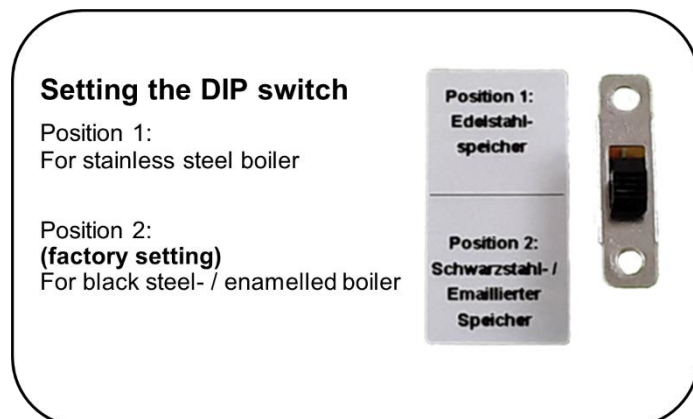 Setting the DIP switch
Position 1:
For stainless steel boiler
Position 2:
(factory setting)
For black steel- / enamelled boiler
Position 1:
Edelstahl-
speicher
Position 2:
Schwarzstahl- /
Emaillierter
Speicher